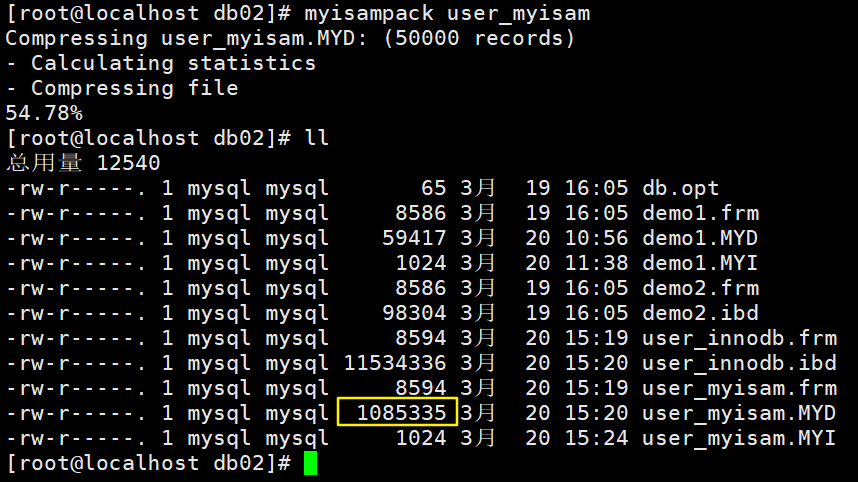 [root@localhost db02]# myisampack user_myisam
Compressing user_myisam.MYD: (50000 records)
- Calculating statistics
- Compressing file
54.78%
[root@localhost db02]# ll
总用量 12540
-rw-r-----. 1 mysql mysql       65 3月  19 16:05 db.opt
-rw-r-----. 1 mysql mysql     8586 3月  19 16:05 demo1.frm
-rw-r-----. 1 mysql mysql    59417 3月  20 10:56 demo1.MYD
-rw-r-----. 1 mysql mysql     1024 3月  20 11:38 demo1.MYI
-rw-r-----. 1 mysql mysql     8586 3月  19 16:05 demo2.frm
-rw-r-----. 1 mysql mysql    98304 3月  19 16:05 demo2.ibd
-rw-r-----. 1 mysql mysql     8594 3月  20 15:19 user_innodb.frm
-rw-r-----. 1 mysql mysql 11534336 3月  20 15:20 user_innodb.ibd
-rw-r-----. 1 mysql mysql     8594 3月  20 15:19 user_myisam.frm
-rw-r-----. 1 mysql mysql  1085335 3月  20 15:20 user_myisam.MYD
-rw-r-----. 1 mysql mysql     1024 3月  20 15:24 user_myisam.MYI
[root@localhost db02]#